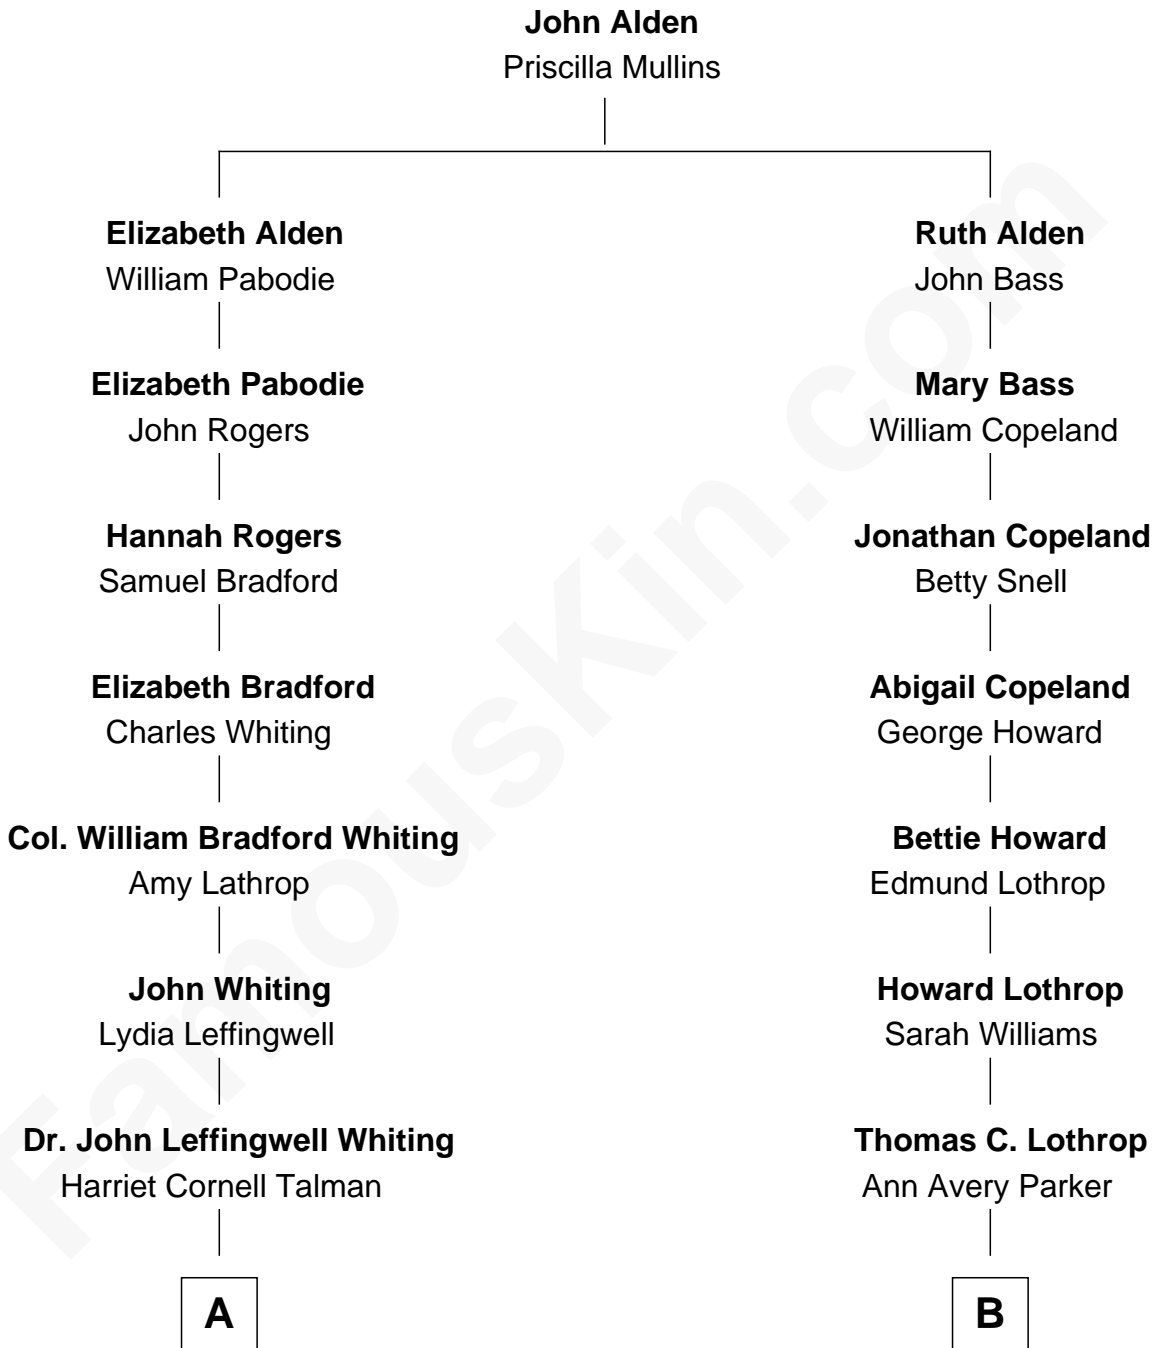 John Alden
Priscilla Mullins
Elizabeth Alden
William Pabodie
Ruth Alden
John Bass
Elizabeth Pabodie
John Rogers
Mary Bass
William Copeland
Hannah Rogers
Samuel Bradford
Jonathan Copeland
Betty Snell
Elizabeth Bradford
Charles Whiting
Abigail Copeland
George Howard
Col. William Bradford Whiting
Amy Lathrop
Bettie Howard
Edmund Lothrop
John Whiting
Lydia Leffingwell
Howard Lothrop
Sarah Williams
Dr. John Leffingwell Whiting
Harriet Cornell Talman
Thomas C. Lothrop
Ann Avery Parker
A
B
FamousKin.com